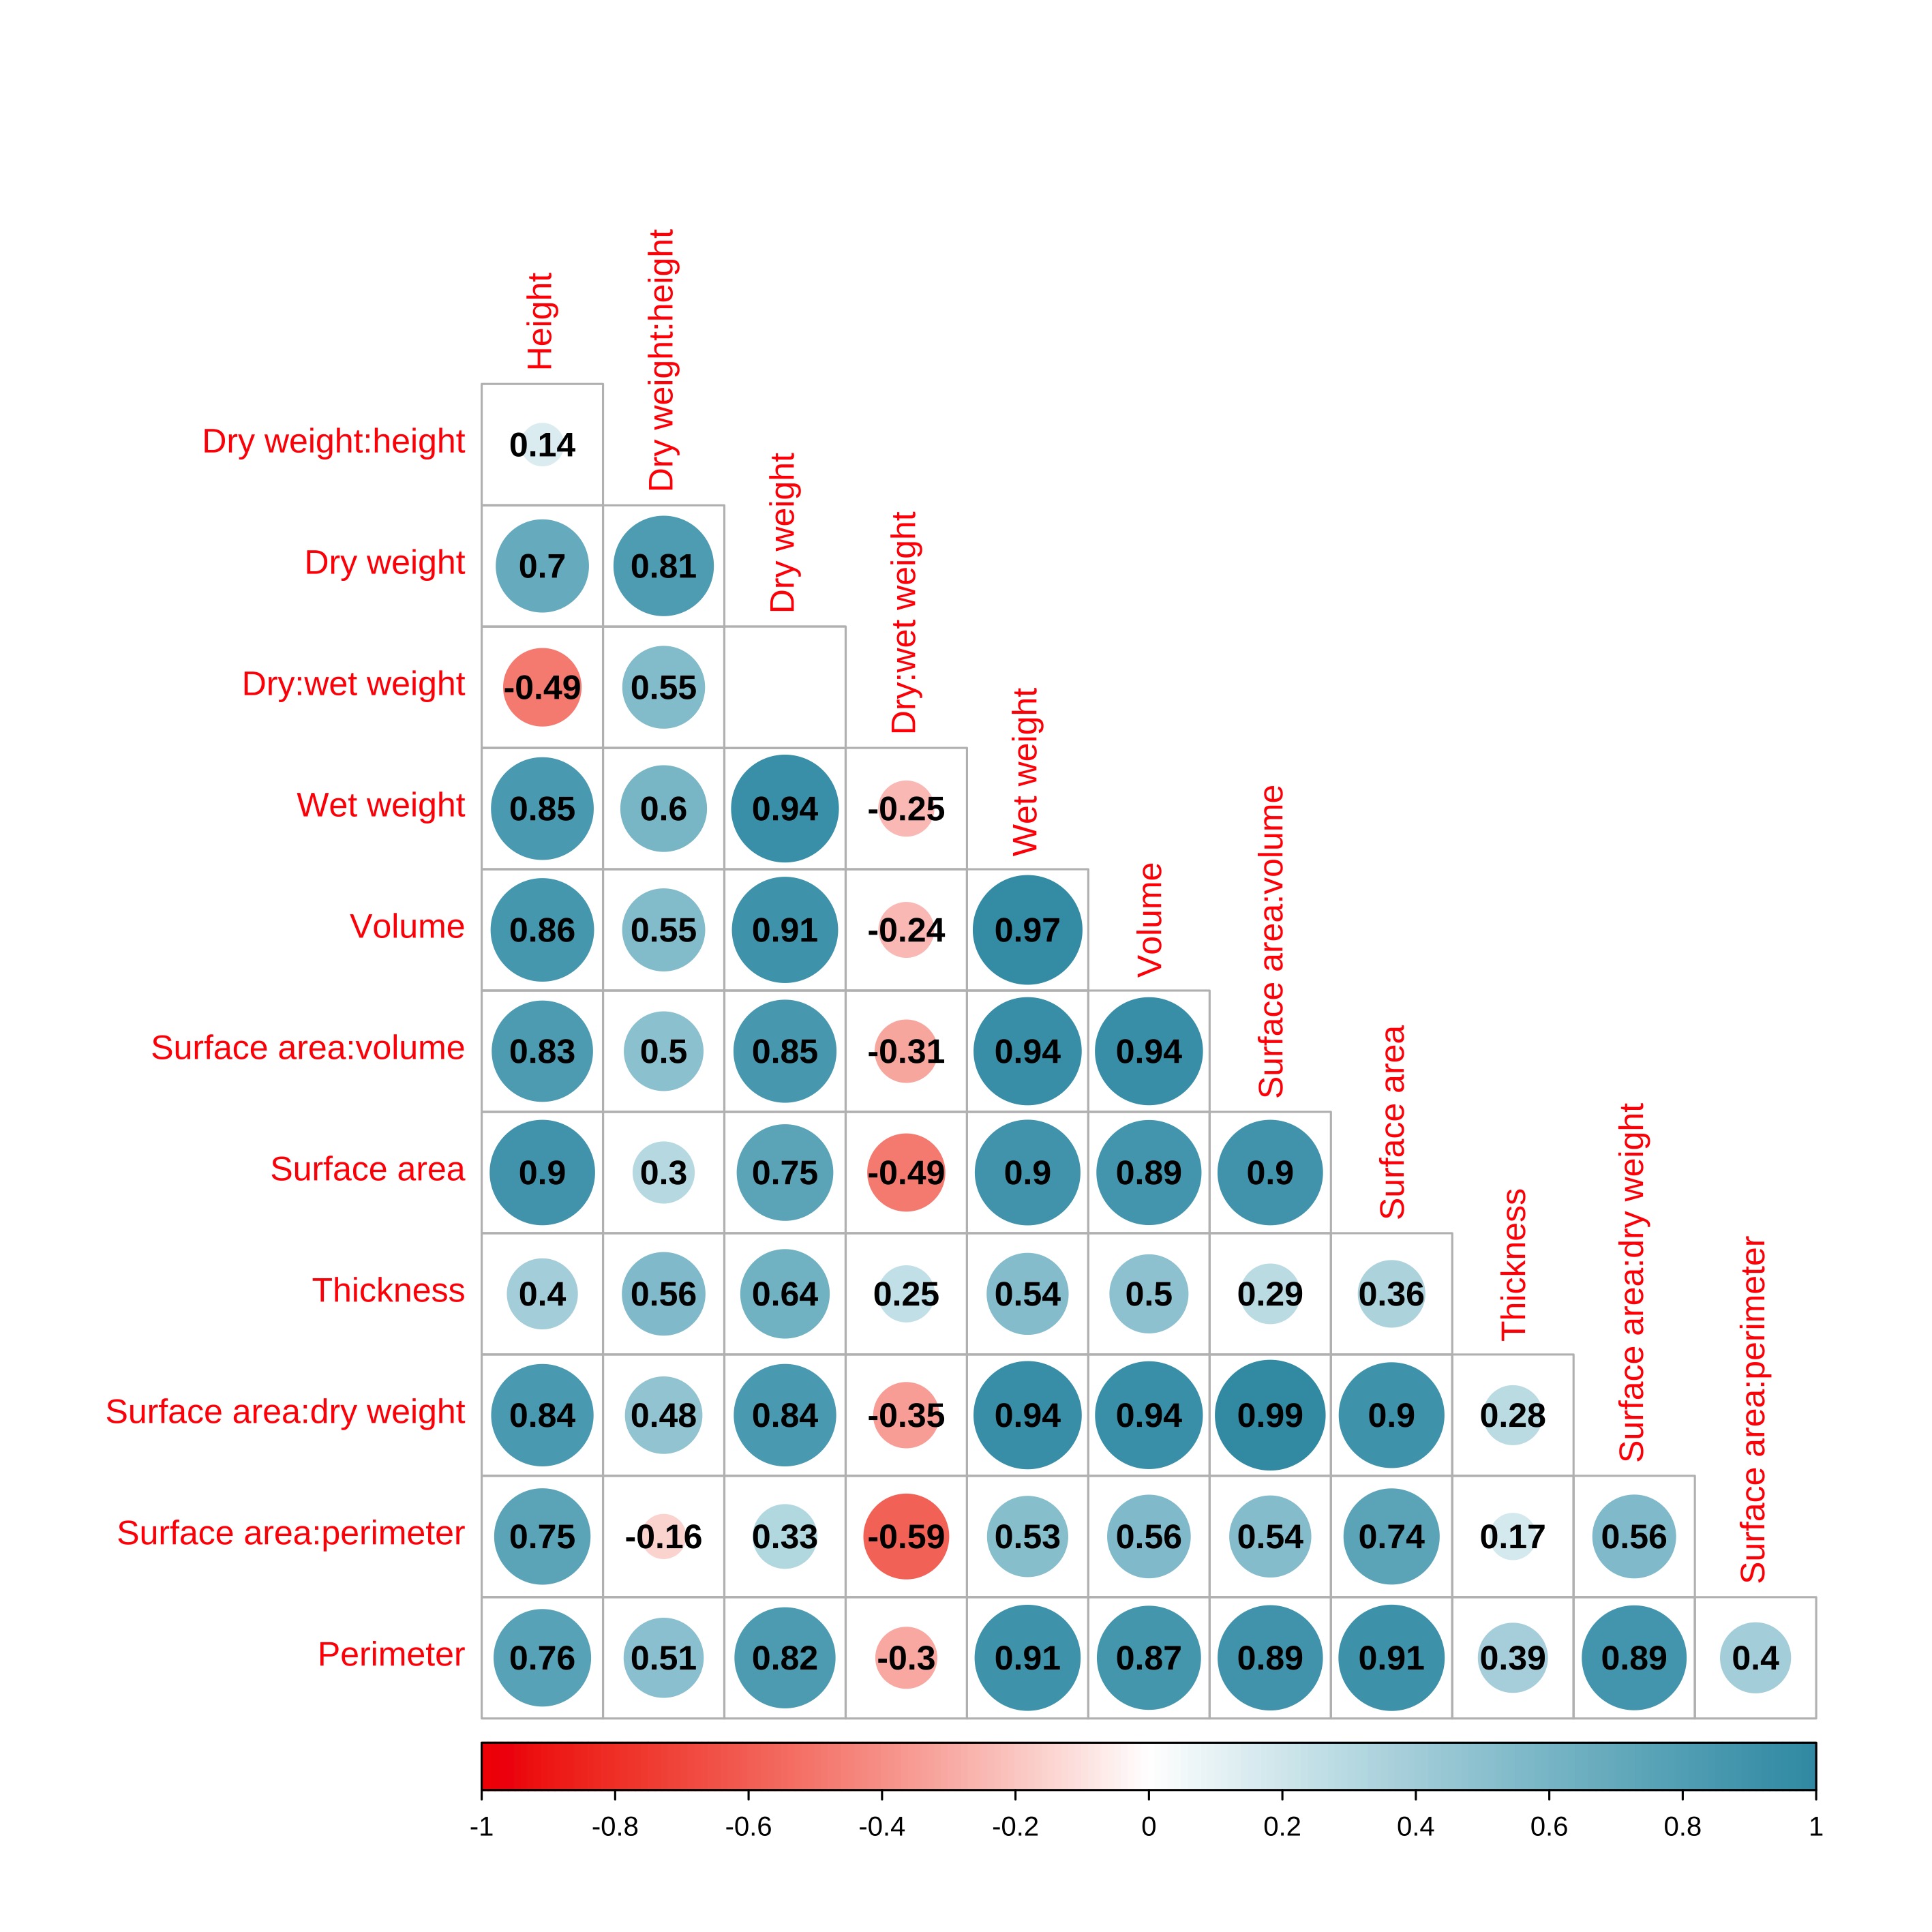 Height
Dry weight:height
Dry weight
Dry:wet weight
Wet weight
Volume
Surface area:volume
Surface area
Thickness
Surface area:dry weight
Surface area:perimeter
Dry weight:height 0.14
Dry weight 0.7 0.81
Dry:wet weight -0.49 0.55
Wet weight 0.85 0.6 0.94 -0.25
Volume 0.86 0.55 0.91 -0.24 0.97
Surface area:volume 0.83 0.5 0.85 -0.31 0.94 0.94
Surface area 0.9 0.3 0.75 -0.49 0.9 0.89 0.9
Thickness 0.4 0.56 0.64 0.25 0.54 0.5 0.29 0.36
Surface area:dry weight 0.84 0.48 0.84 -0.35 0.94 0.94 0.99 0.9 0.28
Surface area:perimeter 0.75 -0.16 0.33 -0.59 0.53 0.56 0.54 0.74 0.17 0.56
Perimeter 0.76 0.51 0.82 -0.3 0.91 0.87 0.89 0.91 0.39 0.89 0.4
-1 -0.8 -0.6 -0.4 -0.2 0 0.2 0.4 0.6 0.8 1